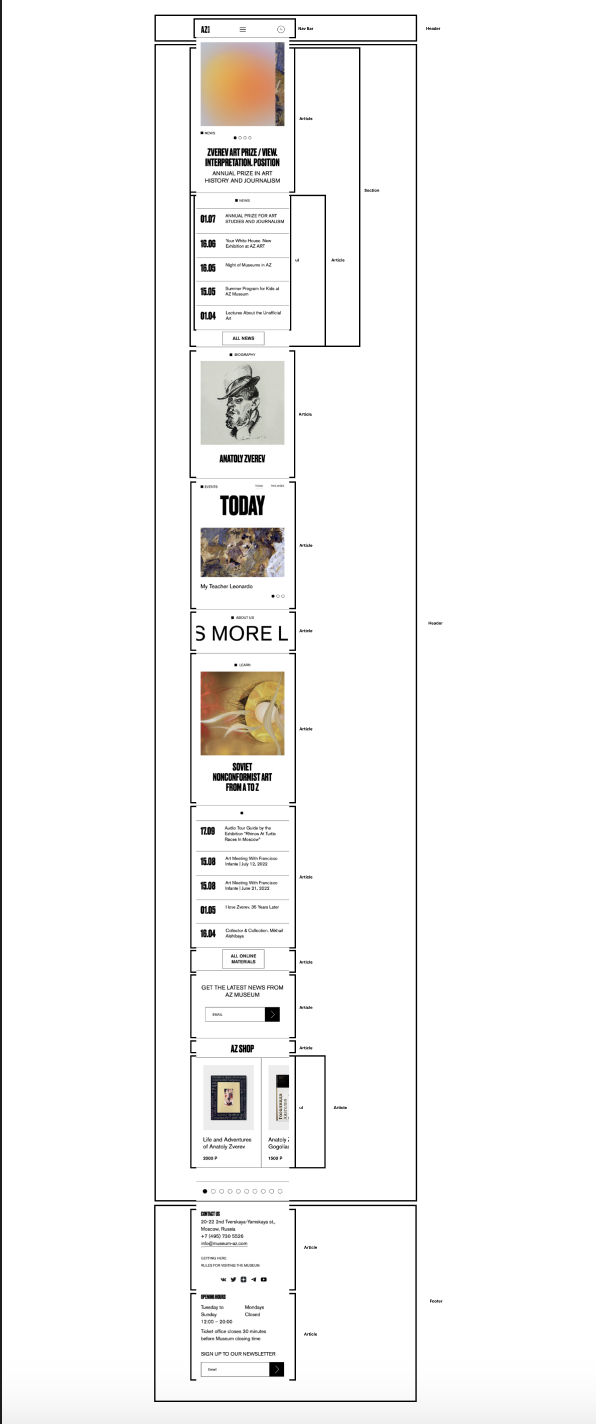 AZ!
Nav Bar
Header
NEWS
Article
ZVEREV ART PRIZE / VIEW.
INTERPRETATION. POSITION
ANNUAL PRIZE IN ART
HISTORY AND JOURNALISM
Section
NEWS
01.07 ANNUAL PRIZE FOR ART
STUDIES AND JOURNALISM
16.06 Your White House. New
Exhibition at AZ ART
ul
Article
16.05 Night of Museums in AZ
15.05 Summer Program for Kids at
AZ Museum
01.04 Lectures About the Unofficial
Art
ALL NEWS
BIOGRAPHY
Article
ANATOLY ZVEREV
EVENTS TODAY THIS WEEK
TODAY
Article
My Teacher Leonardo
ABOUT US
S MORE L
Article
Header
LEARN
Article
SOVIET
NONCONFORMIST ART
FROM A TO Z
17.09 Audio Tour Guide by the
Exhibition "Rhinos At Turtle
Races In Moscow"
15.08 Art Meeting With Francisco
Infante | July 12, 2022
Article
15.08 Art Meeting With Francisco
Infante | June 21, 2022
01.05 I love Zverev. 35 Years Later
16.04 Collector & Collection. Mikhail
Alshibaya
ALL ONLINE
MATERIALS
Article
GET THE LATEST NEWS FROM
AZ MUSEUM
Article
EMAIL
AZ SHOP
Article
ul
Article
Life and Adventures
of Anatoly Zverev
2000 P
Anatoly Z
Gogolia
1500 P
CONTACT US
20-22 2nd Tverskaya-Yamskaya st.,
Moscow, Russia
+7 (495) 730 5526
info@museum-az.com
Article
GETTING HERE
RULES FOR VISITING THE MUSEUM
Footer
OPENING HOURS
Tuesday to
Sunday
12:00 – 20:00
Mondays
Closed
Ticket office closes 30 minutes
before Museum closing time
Article
SIGN UP TO OUR NEWSLETTER
Email